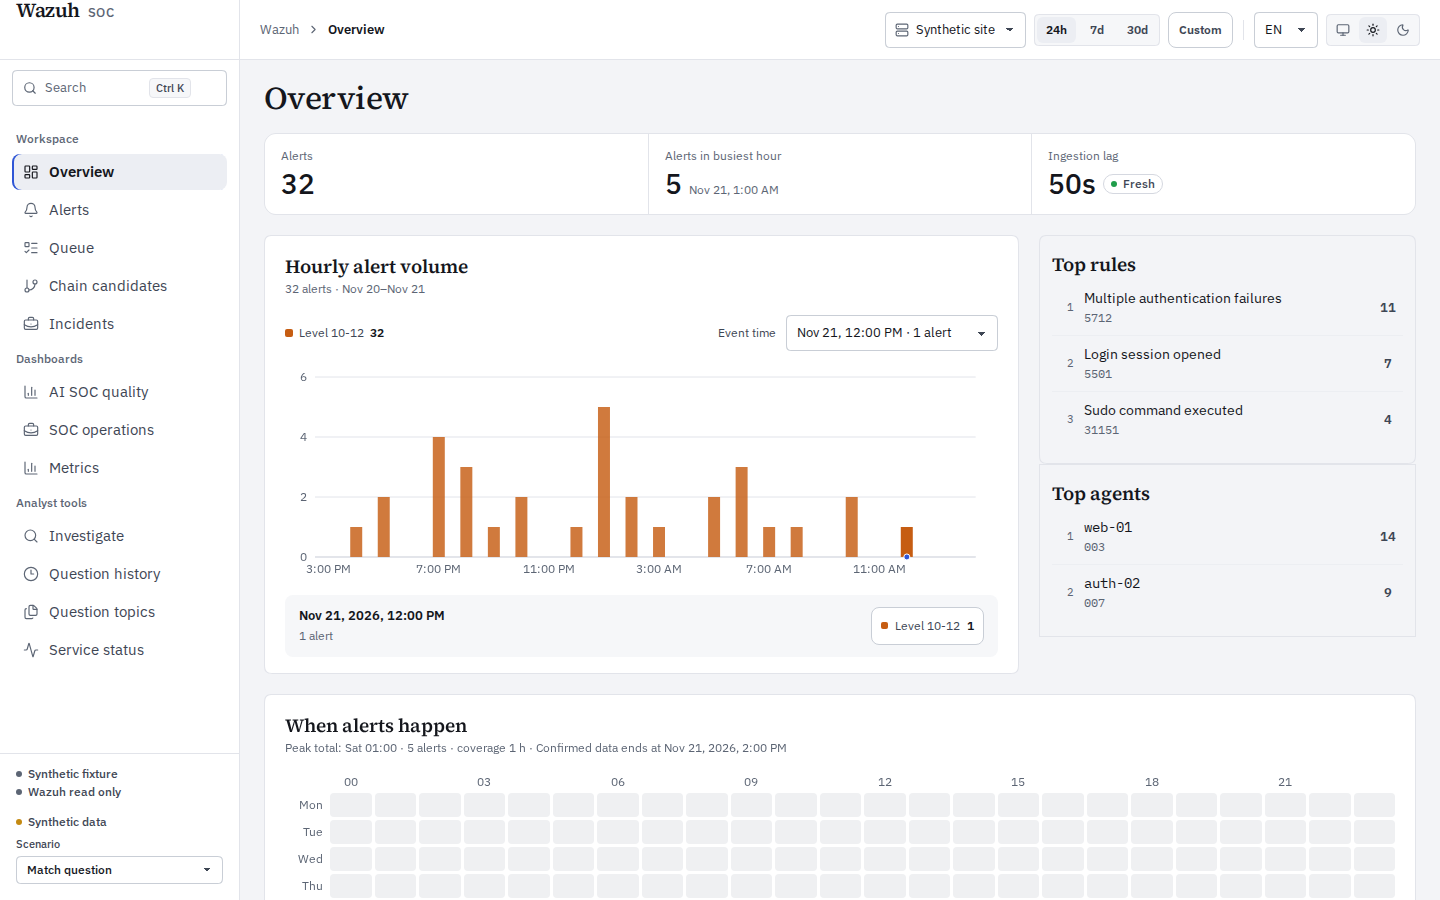 Wazuh SOC
Search
Ctrl K
Workspace
Overview
Alerts
Queue
Chain candidates
Incidents
Dashboards
AI SOC quality
SOC operations
Metrics
Analyst tools
Investigate
Question history
Question topics
Service status
Synthetic fixture
Wazuh read only
Synthetic data
Scenario
Match question
Wazuh > Overview
Synthetic site
24h 7d 30d
Custom
EN
Overview
Alerts
32
Alerts in busiest hour
5 Nov 21, 1:00 AM
Ingestion lag
50s Fresh
Hourly alert volume
32 alerts · Nov 20–Nov 21
Level 10-12 32
Event time
Nov 21, 12:00 PM · 1 alert
6
4
2
0
3:00 PM 7:00 PM 11:00 PM 3:00 AM 7:00 AM 11:00 AM
Nov 21, 2026, 12:00 PM
1 alert
Level 10-12 1
Top rules
1 Multiple authentication failures 11
5712
2 Login session opened 7
5501
3 Sudo command executed 4
31151
Top agents
1 web-01 14
003
2 auth-02 9
007
When alerts happen
Peak total: Sat 01:00 · 5 alerts · coverage 1 h · Confirmed data ends at Nov 21, 2026, 2:00 PM
00 03 06 09 12 15 18 21
Mon
Tue
Wed
Thu